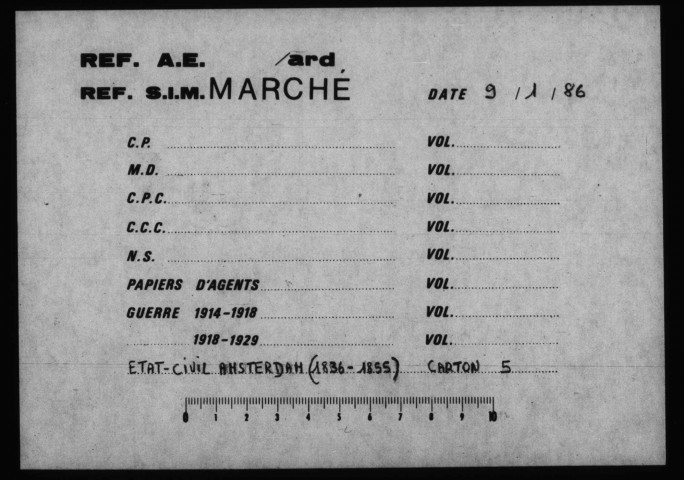 REF. A.E. /ard
REF. S.I.M. MARCHÉ DATE 9 / 1 / 86
C.P. VOL.
M.D. VOL.
C.P.C. VOL.
C.C.C. VOL.
N.S. VOL.
PAPIERS D'AGENTS VOL.
GUERRE 1914-1918 VOL.
1918-1929 VOL.
ETAT-CIVIL AMSTERDAM (1836-1855) CARTON 5
0 1 2 3 4 5 6 7 8 9 10